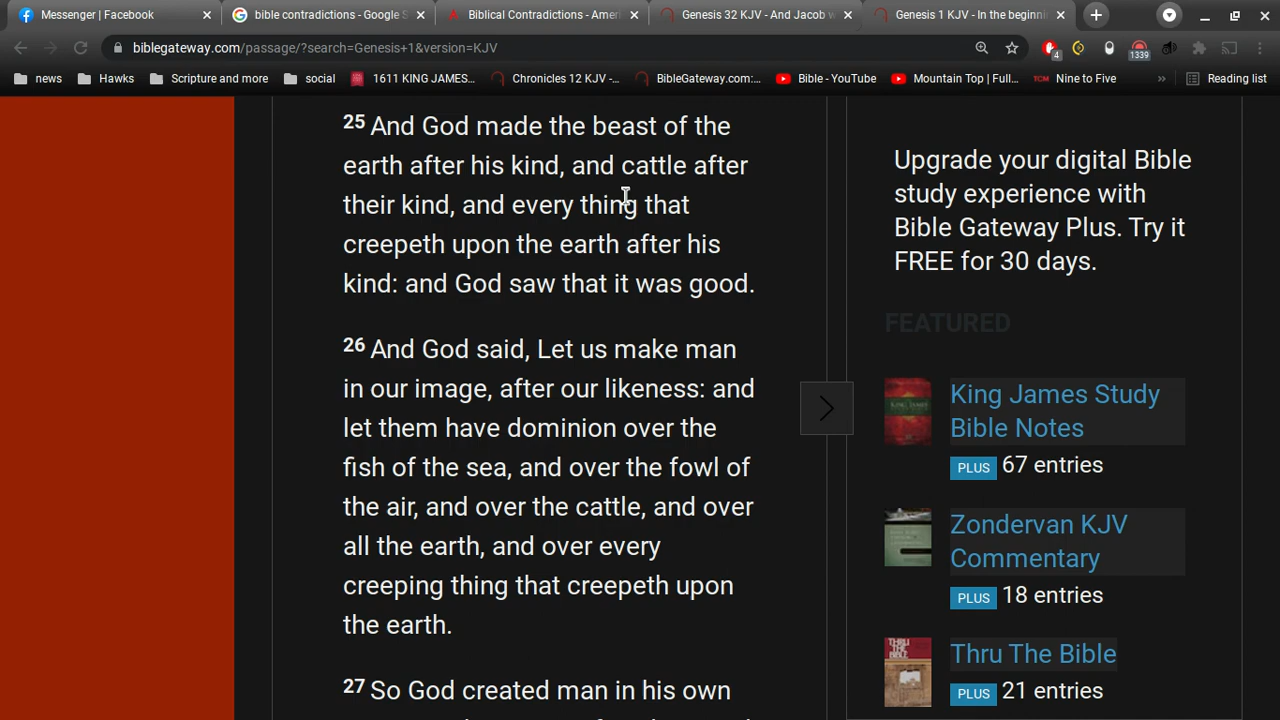 Messenger | Facebook
bible contradictions - Google S
Biblical Contradictions - Amer
Genesis 32 KJV - And Jacob w
Genesis 1 KJV - In the beginni
biblegateway.com/passage/?search=Genesis+1&version=KJV
4
1339
news
Hawks
Scripture and more
social
1611 KING JAMES...
Chronicles 12 KJV -...
BibleGateway.com:...
Bible - YouTube
Mountain Top | Full...
TCM Nine to Five
»
Reading list
25 And God made the beast of the
earth after his kind, and cattle after
their kind, and every thing that
creepeth upon the earth after his
kind: and God saw that it was good.
26 And God said, Let us make man
in our image, after our likeness: and
let them have dominion over the
fish of the sea, and over the fowl of
the air, and over the cattle, and over
all the earth, and over every
creeping thing that creepeth upon
the earth.
27 So God created man in his own
Upgrade your digital Bible
study experience with
Bible Gateway Plus. Try it
FREE for 30 days.
FEATURED
King James Study
Bible Notes
PLUS 67 entries
Zondervan KJV
Commentary
PLUS 18 entries
THRU THE BIBLE
Thru The Bible
PLUS 21 entries